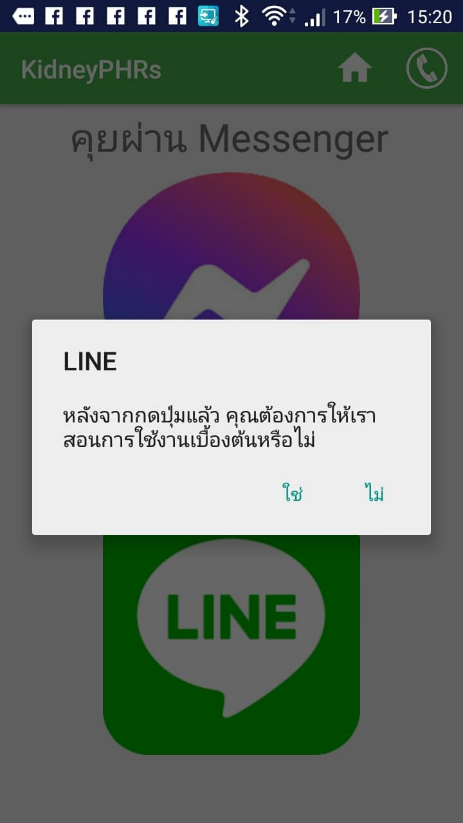 17% 15:20
KidneyPHRs
คุยผ่าน Messenger
LINE
หลังจากกดปุ่มแล้ว คุณต้องการให้เรา
สอนการใช้งานเบื้องต้นหรือไม่
ใช่ ไม่
LINE